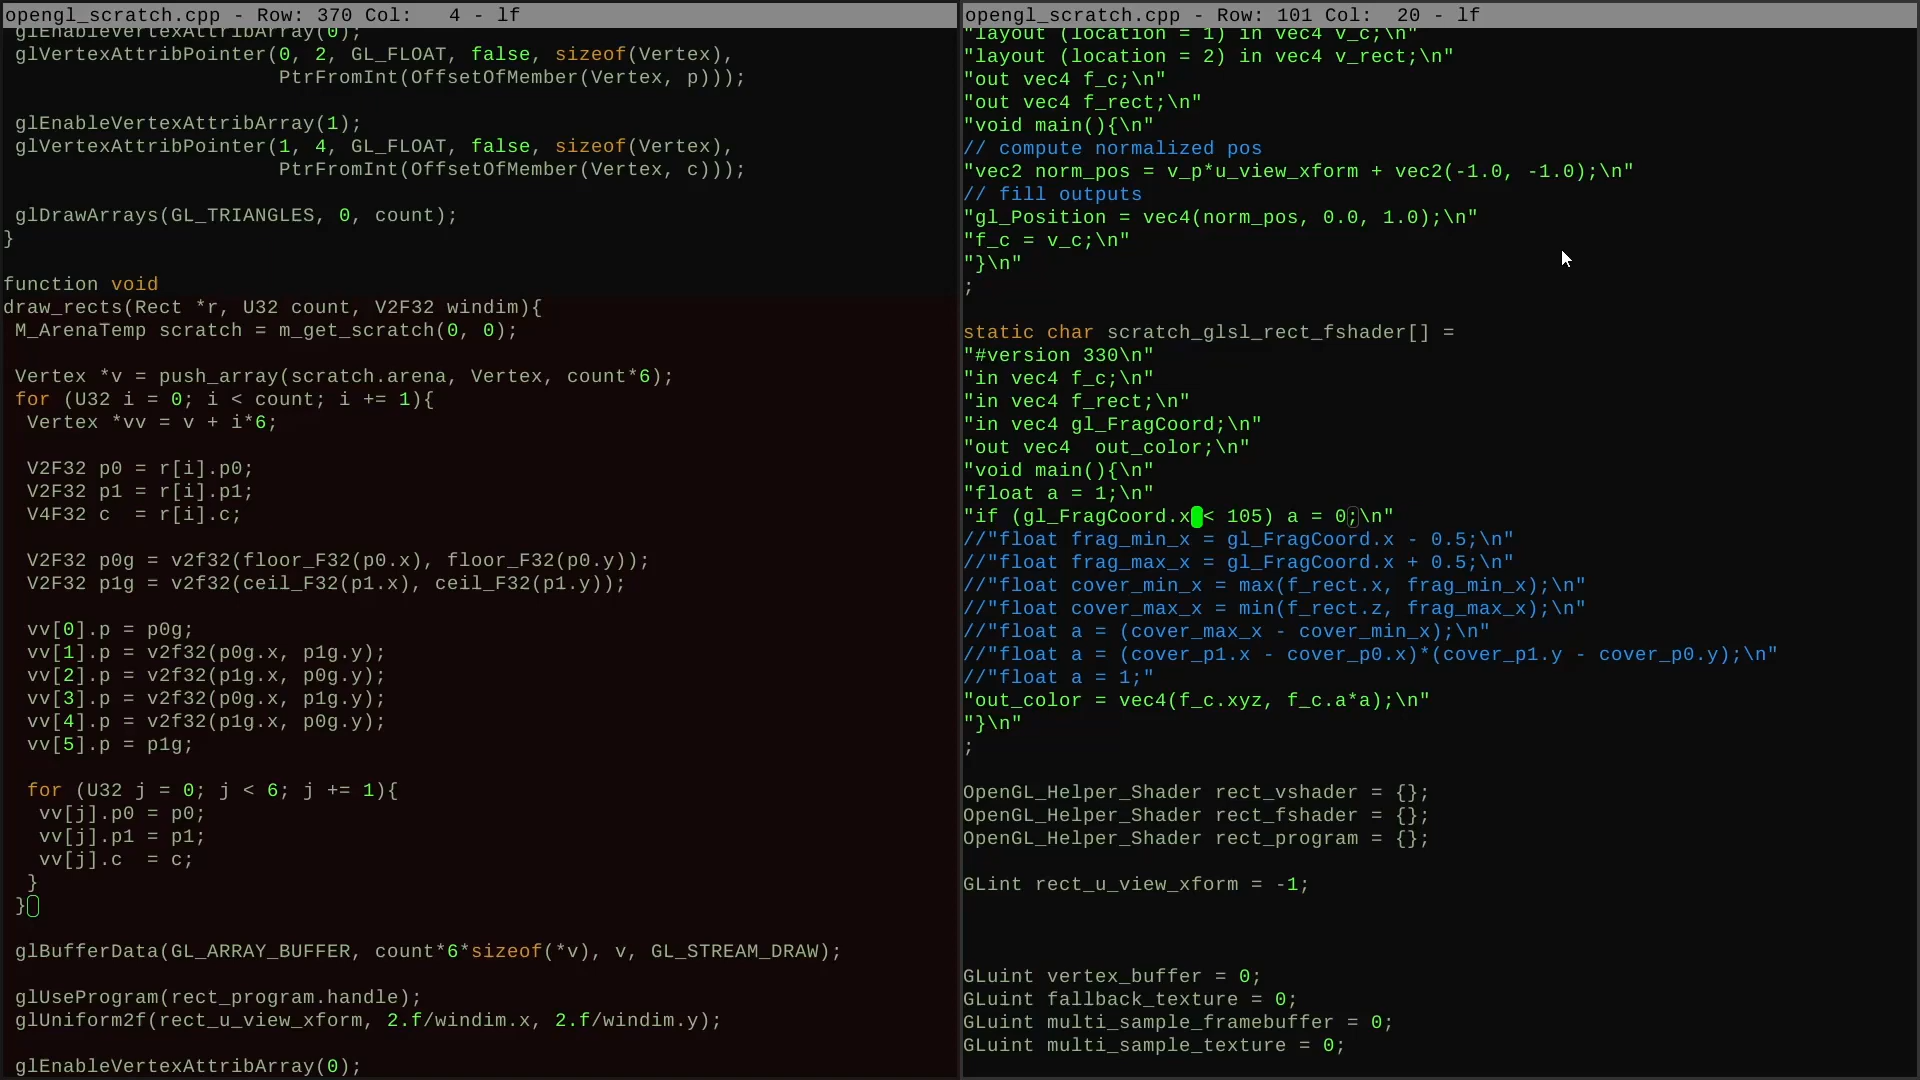 opengl_scratch.cpp - Row: 370 Col:   4 - lf
 glEnableVertexAttribArray(0);
 glVertexAttribPointer(0, 2, GL_FLOAT, false, sizeof(Vertex),
                       PtrFromInt(OffsetOfMember(Vertex, p)));
 glEnableVertexAttribArray(1);
 glVertexAttribPointer(1, 4, GL_FLOAT, false, sizeof(Vertex),
                       PtrFromInt(OffsetOfMember(Vertex, c)));
 glDrawArrays(GL_TRIANGLES, 0, count);
}
function void
draw_rects(Rect *r, U32 count, V2F32 windim){
 M_ArenaTemp scratch = m_get_scratch(0, 0);
 Vertex *v = push_array(scratch.arena, Vertex, count*6);
 for (U32 i = 0; i < count; i += 1){
  Vertex *vv = v + i*6;
  V2F32 p0 = r[i].p0;
  V2F32 p1 = r[i].p1;
  V4F32 c  = r[i].c;
  V2F32 p0g = v2f32(floor_F32(p0.x), floor_F32(p0.y));
  V2F32 p1g = v2f32(ceil_F32(p1.x), ceil_F32(p1.y));
  vv[0].p = p0g;
  vv[1].p = v2f32(p0g.x, p1g.y);
  vv[2].p = v2f32(p1g.x, p0g.y);
  vv[3].p = v2f32(p0g.x, p1g.y);
  vv[4].p = v2f32(p1g.x, p0g.y);
  vv[5].p = p1g;
  for (U32 j = 0; j < 6; j += 1){
   vv[j].p0 = p0;
   vv[j].p1 = p1;
   vv[j].c  = c;
  }
 }
 glBufferData(GL_ARRAY_BUFFER, count*6*sizeof(*v), v, GL_STREAM_DRAW);
 glUseProgram(rect_program.handle);
 glUniform2f(rect_u_view_xform, 2.f/windim.x, 2.f/windim.y);
 glEnableVertexAttribArray(0);
opengl_scratch.cpp - Row: 101 Col:  20 - lf
"layout (location = 1) in vec4 v_c;\n"
"layout (location = 2) in vec4 v_rect;\n"
"out vec4 f_c;\n"
"out vec4 f_rect;\n"
"void main(){\n"
// compute normalized pos
"vec2 norm_pos = v_p*u_view_xform + vec2(-1.0, -1.0);\n"
// fill outputs
"gl_Position = vec4(norm_pos, 0.0, 1.0);\n"
"f_c = v_c;\n"
"}\n"
;
static char scratch_glsl_rect_fshader[] =
"#version 330\n"
"in vec4 f_c;\n"
"in vec4 f_rect;\n"
"in vec4 gl_FragCoord;\n"
"out vec4  out_color;\n"
"void main(){\n"
"float a = 1;\n"
"if (gl_FragCoord.x < 105) a = 0;\n"
//"float frag_min_x = gl_FragCoord.x - 0.5;\n"
//"float frag_max_x = gl_FragCoord.x + 0.5;\n"
//"float cover_min_x = max(f_rect.x, frag_min_x);\n"
//"float cover_max_x = min(f_rect.z, frag_max_x);\n"
//"float a = (cover_max_x - cover_min_x);\n"
//"float a = (cover_p1.x - cover_p0.x)*(cover_p1.y - cover_p0.y);\n"
//"float a = 1;"
"out_color = vec4(f_c.xyz, f_c.a*a);\n"
"}\n"
;
OpenGL_Helper_Shader rect_vshader = {};
OpenGL_Helper_Shader rect_fshader = {};
OpenGL_Helper_Shader rect_program = {};
GLint rect_u_view_xform = -1;
GLuint vertex_buffer = 0;
GLuint fallback_texture = 0;
GLuint multi_sample_framebuffer = 0;
GLuint multi_sample_texture = 0;